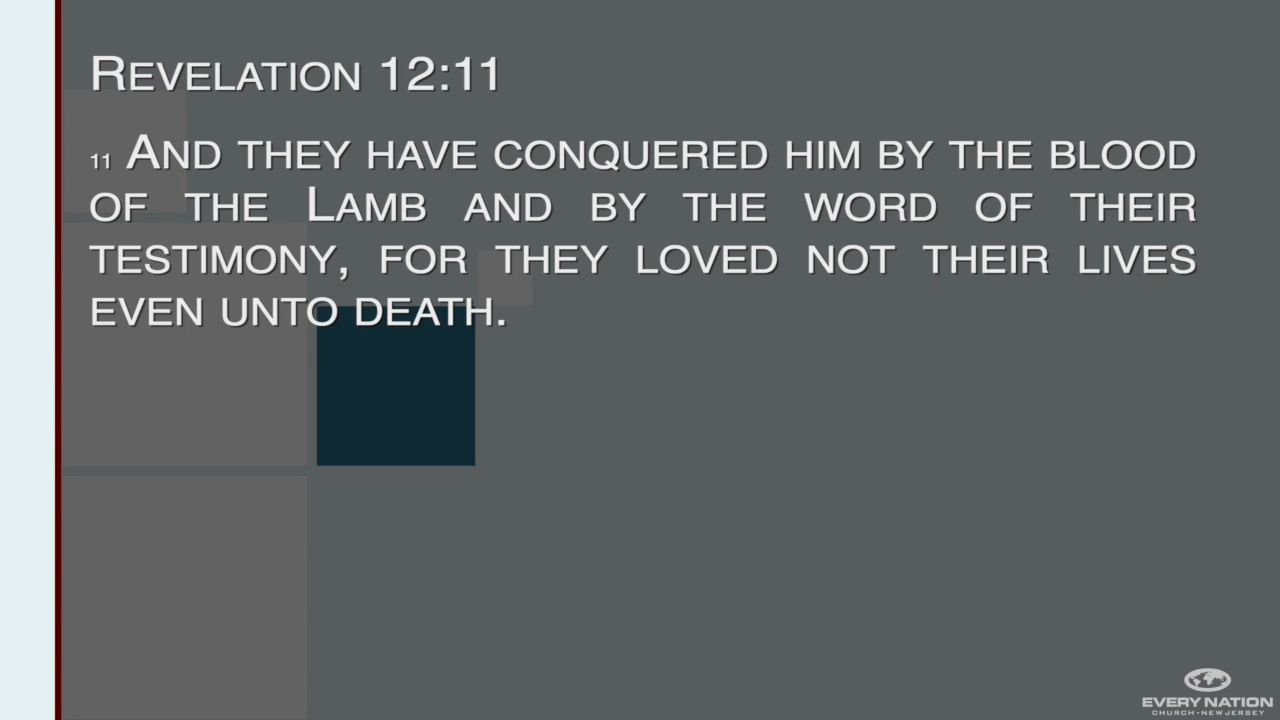 Revelation 12:11
11 And they have conquered him by the blood
of the Lamb and by the word of their
testimony, for they loved not their lives
even unto death.
EVERY NATION
CHURCH • NEW JERSEY